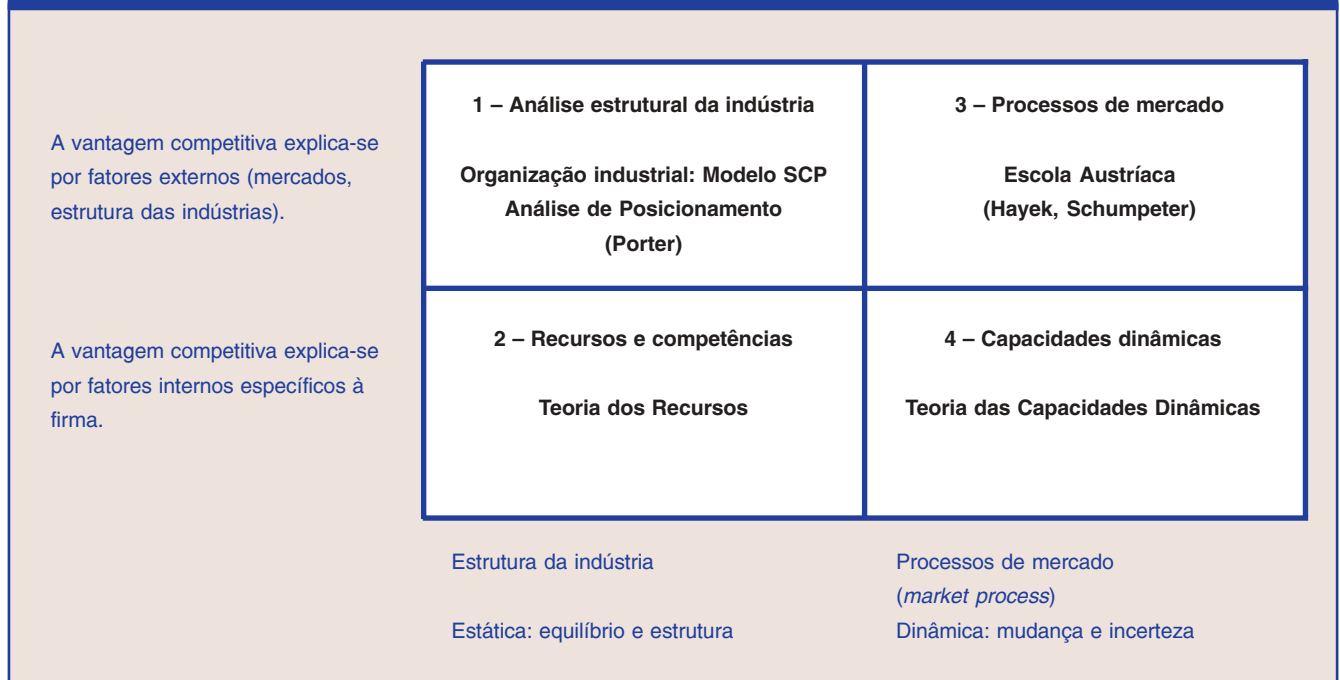 A vantagem competitiva explica-se
por fatores externos (mercados,
estrutura das indústrias).
1 – Análise estrutural da indústria
Organização industrial: Modelo SCP
Análise de Posicionamento
(Porter)
3 – Processos de mercado
Escola Austríaca
(Hayek, Schumpeter)
A vantagem competitiva explica-se
por fatores internos específicos à
firma.
2 – Recursos e competências
Teoria dos Recursos
4 – Capacidades dinâmicas
Teoria das Capacidades Dinâmicas
Estrutura da indústria
Estática: equilíbrio e estrutura
Processos de mercado
(market process)
Dinâmica: mudança e incerteza